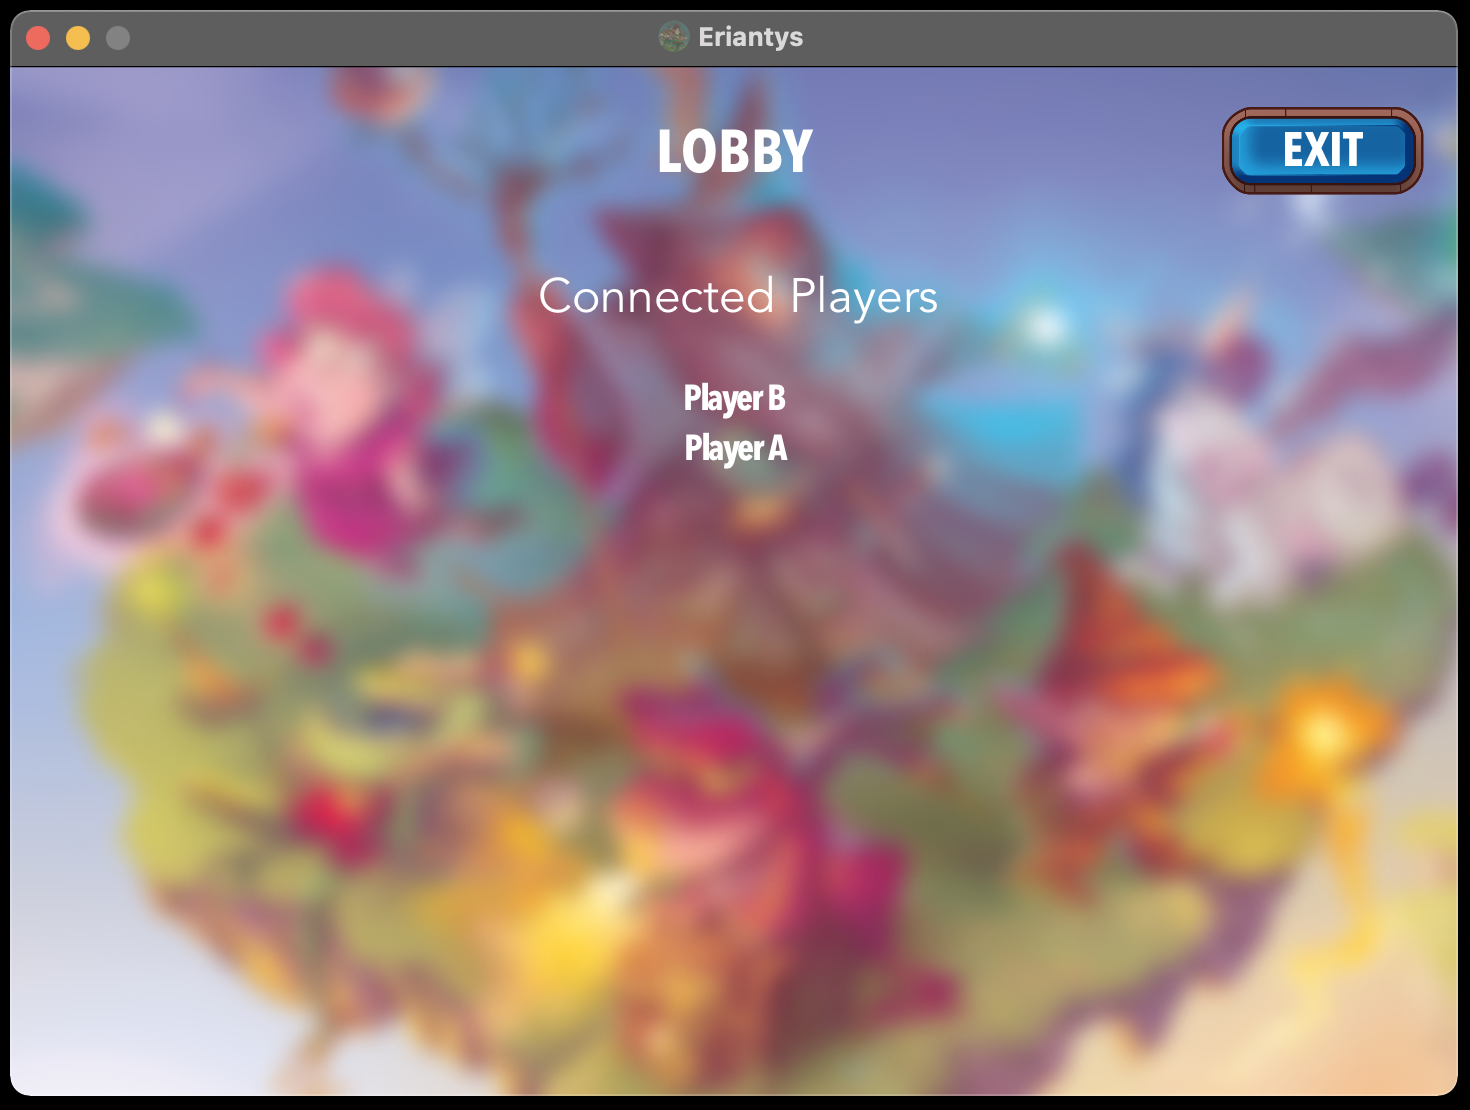 Eriantys
LOBBY
EXIT
Connected Players
Player B
Player A